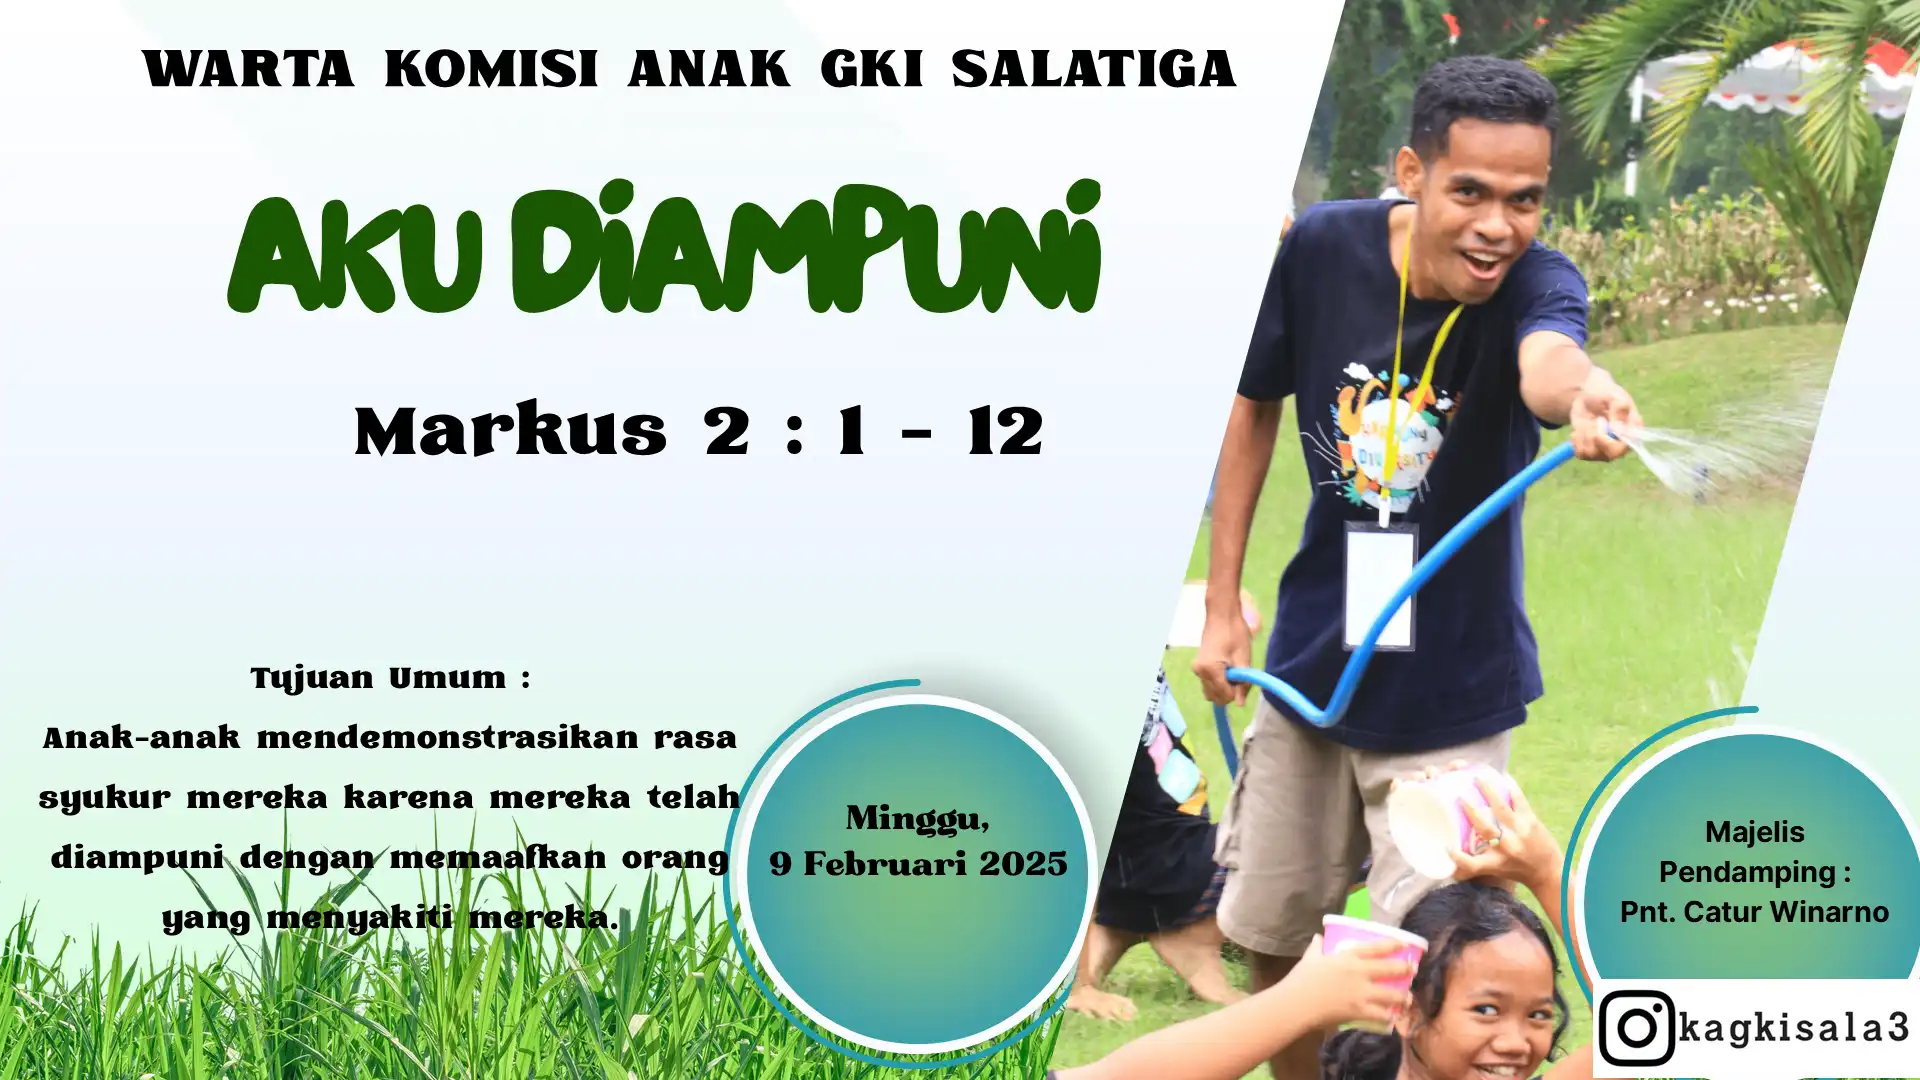 WARTA KOMISI ANAK GKI SALATIGA
AKU DiAMPUNi
Markus 2 : 1 - 12
Tujuan Umum :
Anak-anak mendemonstrasikan rasa
syukur mereka karena mereka telah
diampuni dengan memaafkan orang
yang menyakiti mereka.
Minggu,
9 Februari 2025
Majelis
Pendamping :
Pnt. Catur Winarno
kagkisala3